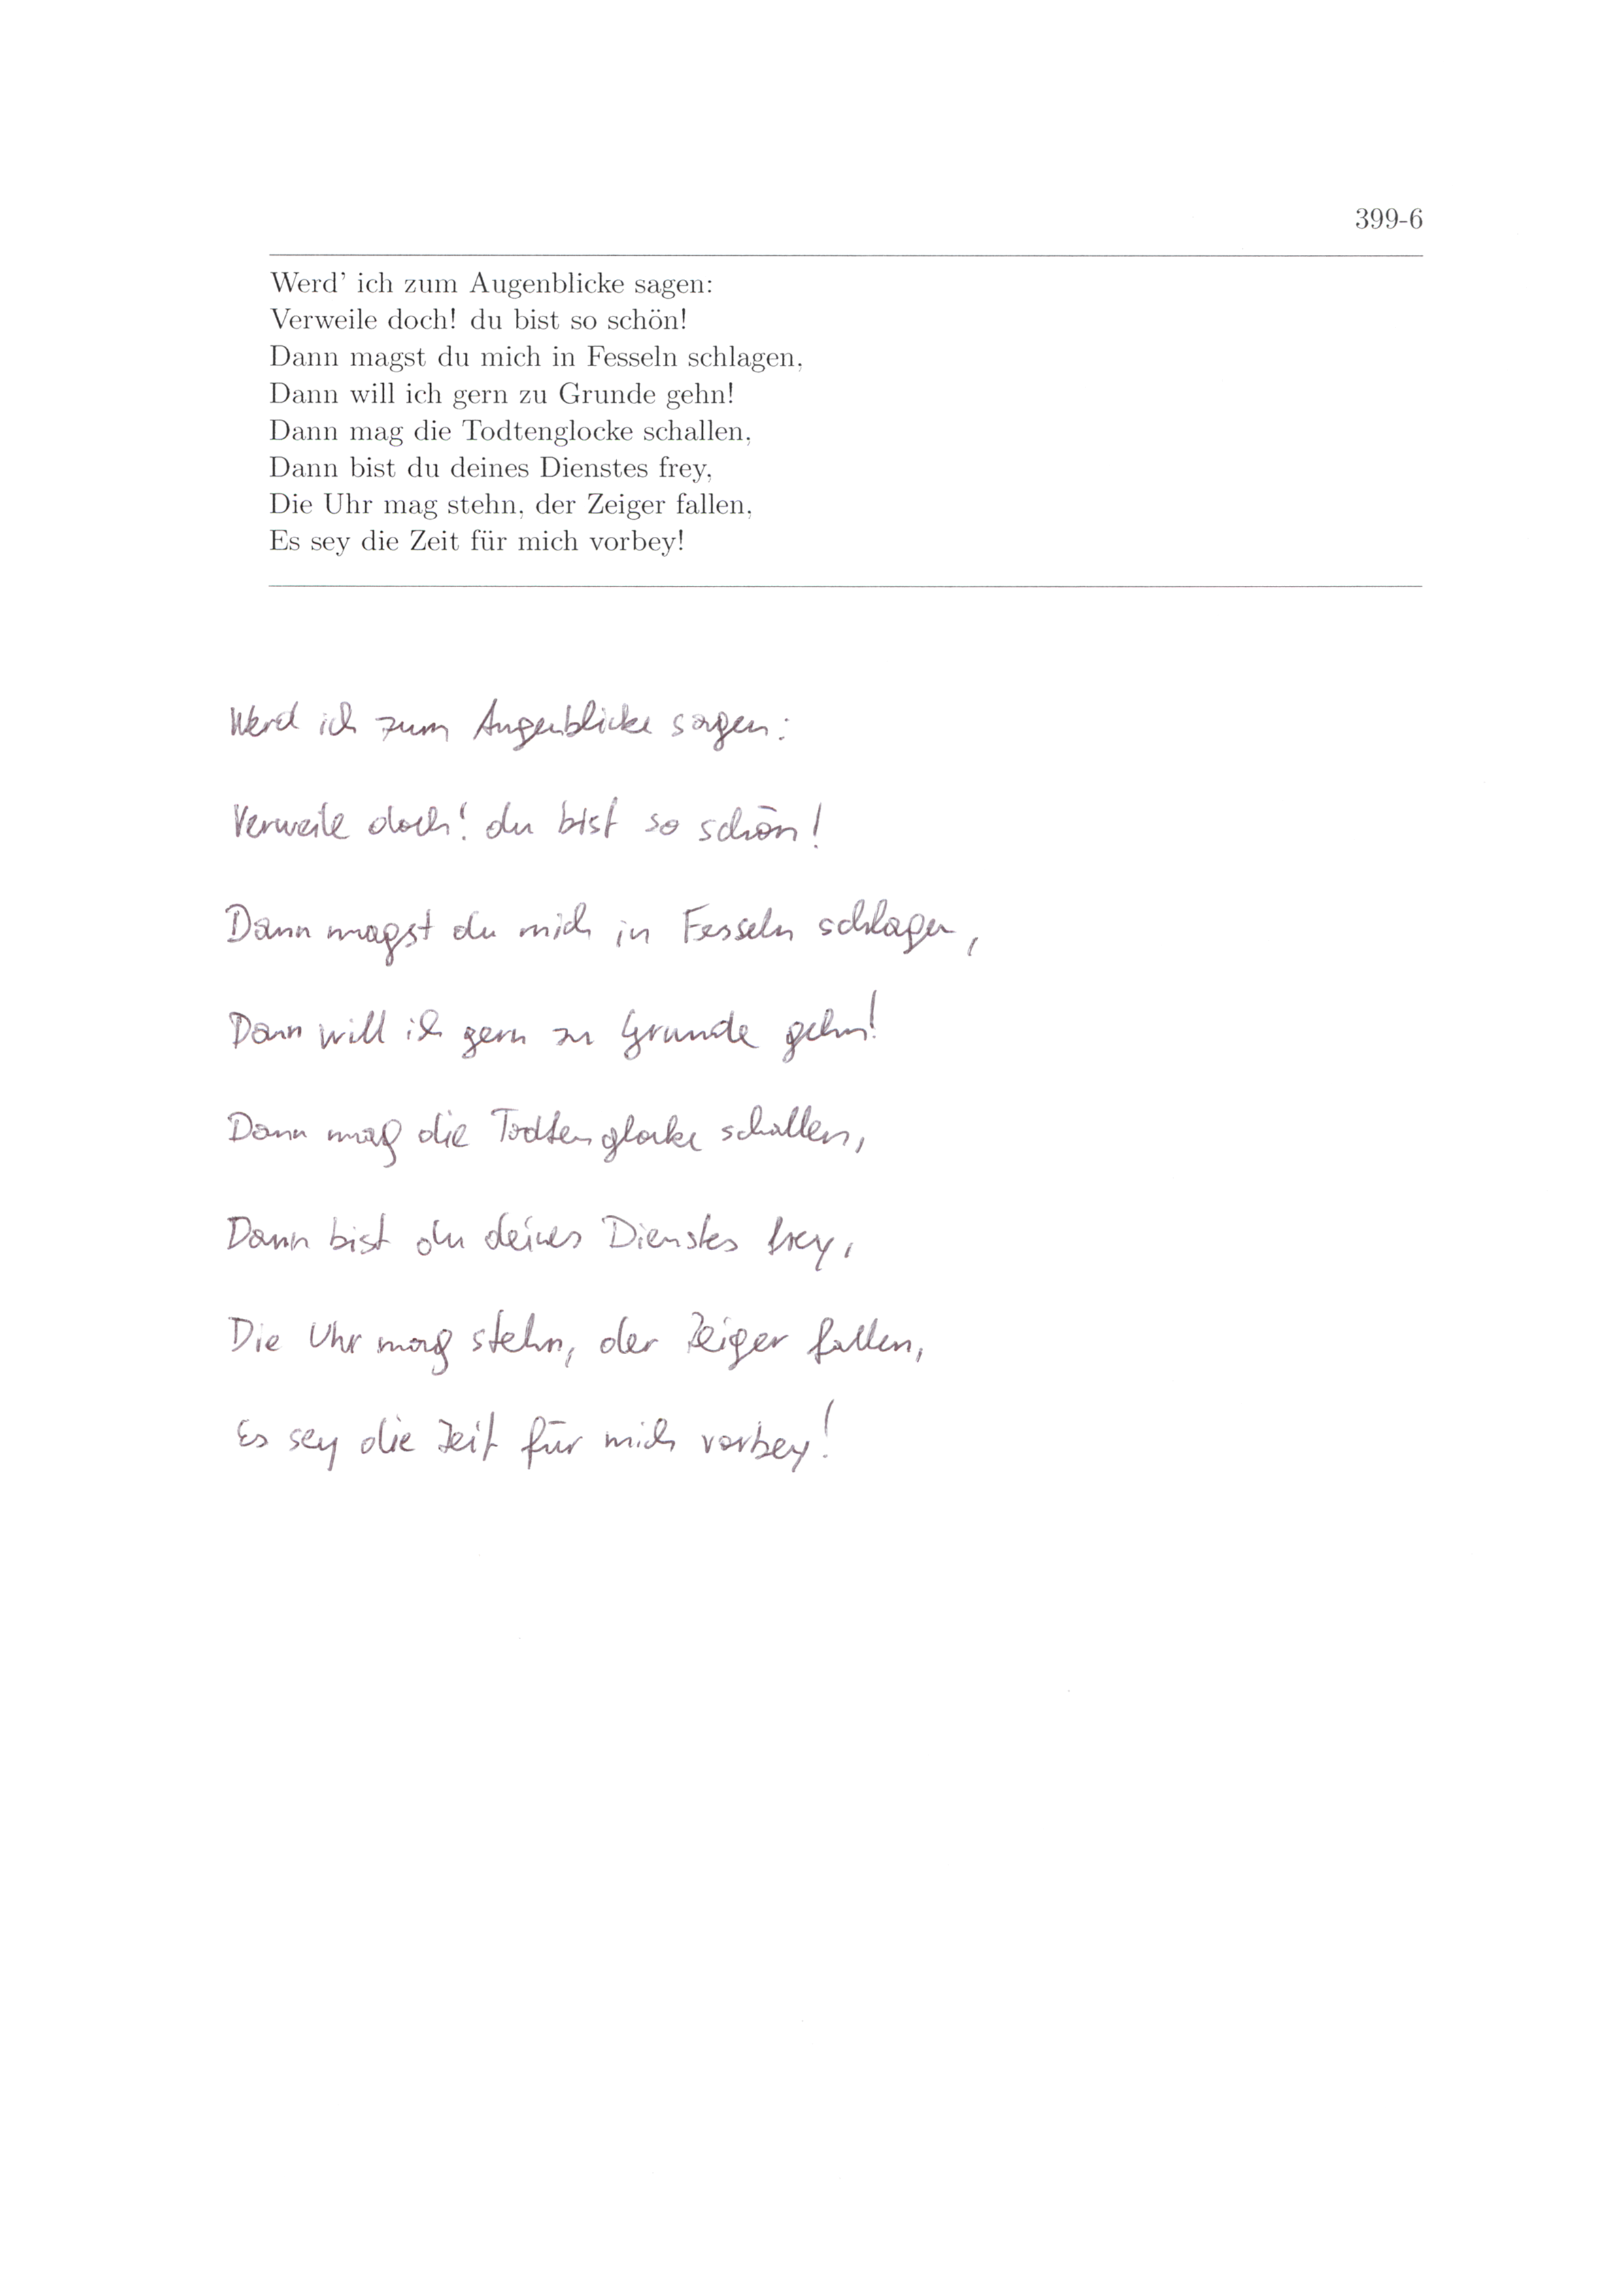 399-6
Werd' ich zum Augenblicke sagen:
Verweile doch! du bist so schön!
Dann magst du mich in Fesseln schlagen,
Dann will ich gern zu Grunde gehn!
Dann mag die Todtenglocke schallen,
Dann bist du deines Dienstes frey,
Die Uhr mag stehn, der Zeiger fallen,
Es sey die Zeit für mich vorbey!
Werd ich zum Augenblicke sagen:
Verweile doch! du bist so schön!
Dann magst du mich in Fesseln schlagen,
Dann will ich gern zu Grunde gehn!
Dann mag die Todtenglocke schallen,
Dann bist du deines Dienstes frey,
Die Uhr mag stehn, der Zeiger fallen,
Es sey die Zeit für mich vorbey!